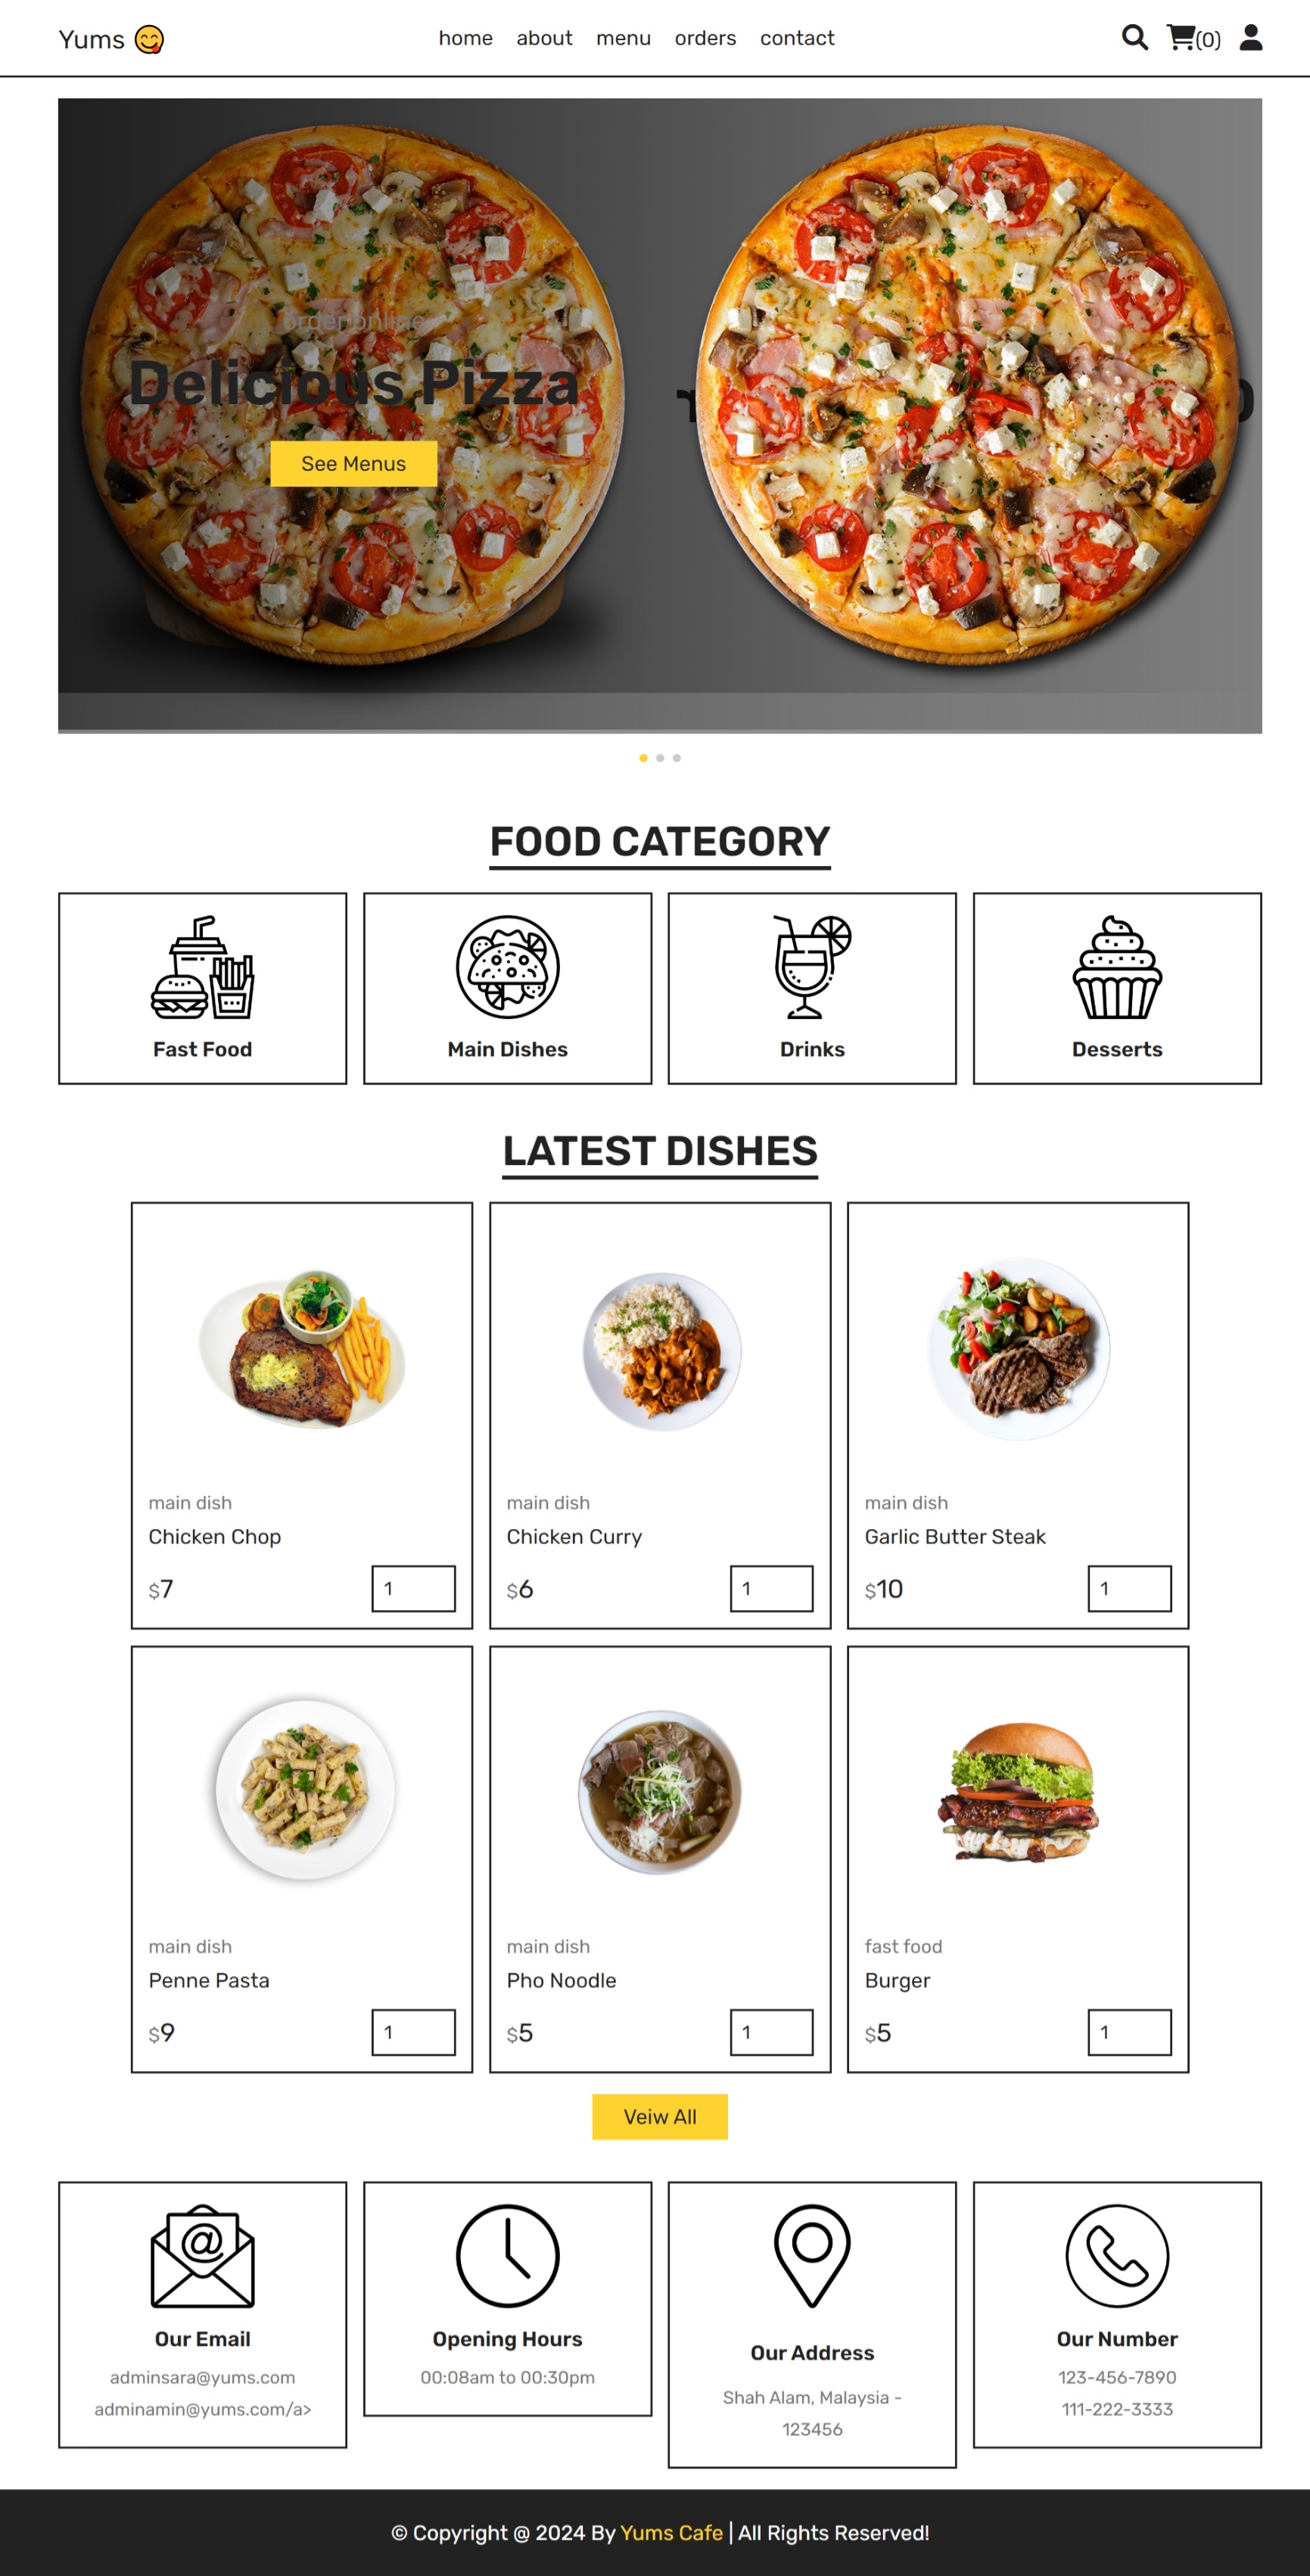 Yums 😋
home about menu orders contact
(0)
order online
Delicious Pizza
See Menus
FOOD CATEGORY
Fast Food
Main Dishes
Drinks
Desserts
LATEST DISHES
main dish
Chicken Chop
$7
1
main dish
Chicken Curry
$6
1
main dish
Garlic Butter Steak
$10
1
main dish
Penne Pasta
$9
1
main dish
Pho Noodle
$5
1
fast food
Burger
$5
1
Veiw All
Our Email
adminsara@yums.com
adminamin@yums.com/a>
Opening Hours
00:08am to 00:30pm
Our Address
Shah Alam, Malaysia -
123456
Our Number
123-456-7890
111-222-3333
© Copyright @ 2024 By Yums Cafe | All Rights Reserved!